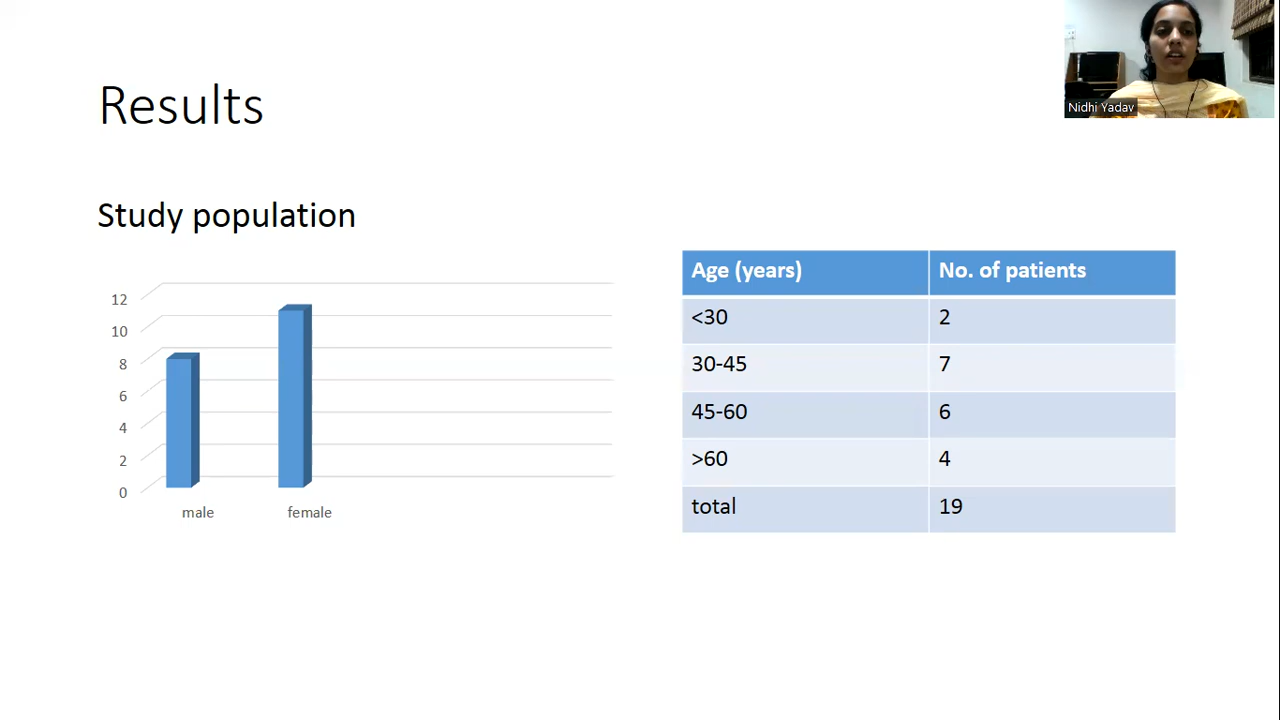 Nidhi Yadav
Results
Study population
12
10
8
6
4
2
0
male female
Age (years) No. of patients
<30 2
30-45 7
45-60 6
>60 4
total 19